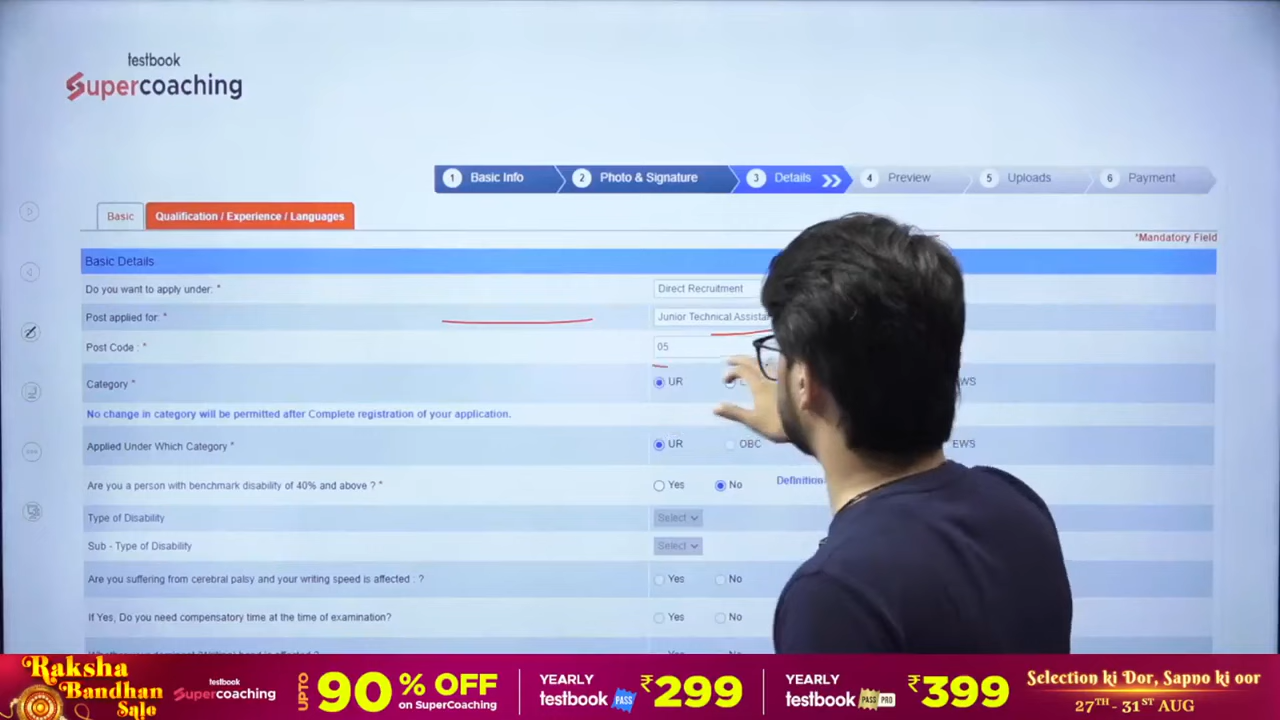 testbook
Supercoaching
1 Basic Info 2 Photo & Signature 3 Details 4 Preview 5 Uploads 6 Payment
Basic Qualification / Experience / Languages
*Mandatory Field
Basic Details
Do you want to apply under: * Direct Recruitment
Post applied for: * Junior Technical
Post Code : * 05
Category * UR
No change in category will be permitted after Complete registration of your application.
Applied Under Which Category * UR OBC EWS
Are you a person with benchmark disability of 40% and above ? * Yes No
Type of Disability Select
Sub - Type of Disability Select
Are you suffering from cerebral palsy and your writing speed is affected : ? Yes No
If Yes, Do you need compensatory time at the time of examination? Yes No
Raksha
Bandhan
Sale
testbook
Supercoaching
UPTO 90% OFF
on SuperCoaching
YEARLY
testbook PASS
₹299
YEARLY
testbook PASS PRO
₹399
Selection ki Dor, Sapno ki oor
27TH - 31ST AUG